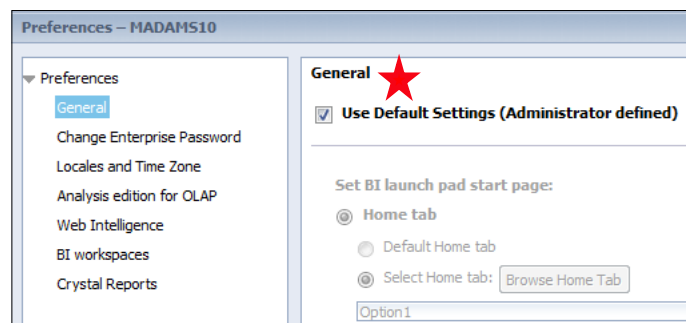 Preferences – MADAMS10
Preferences
General
Change Enterprise Password
Locales and Time Zone
Analysis edition for OLAP
Web Intelligence
BI workspaces
Crystal Reports
General
Use Default Settings (Administrator defined)
Set BI launch pad start page:
Home tab
Default Home tab
Select Home tab: Browse Home Tab
Option1